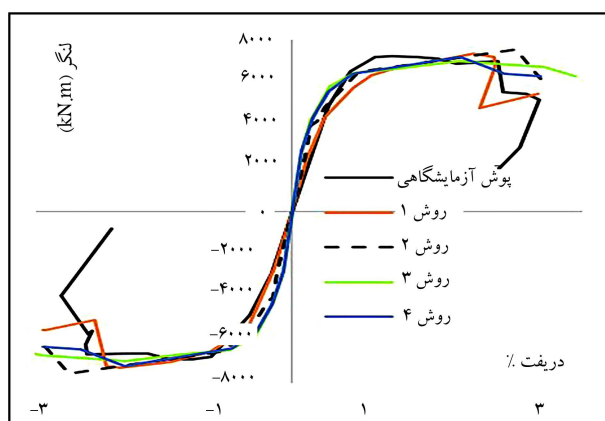 لنگر (kN.m)
۸۰۰۰
۶۰۰۰
۴۰۰۰
۲۰۰۰
۰
-۲۰۰۰
-۴۰۰۰
-۶۰۰۰
-۸۰۰۰
پوش آزمایشگاهی
روش ۱
روش ۲
روش ۳
روش ۴
دریفت ٪
-۳
-۱
۱
۳